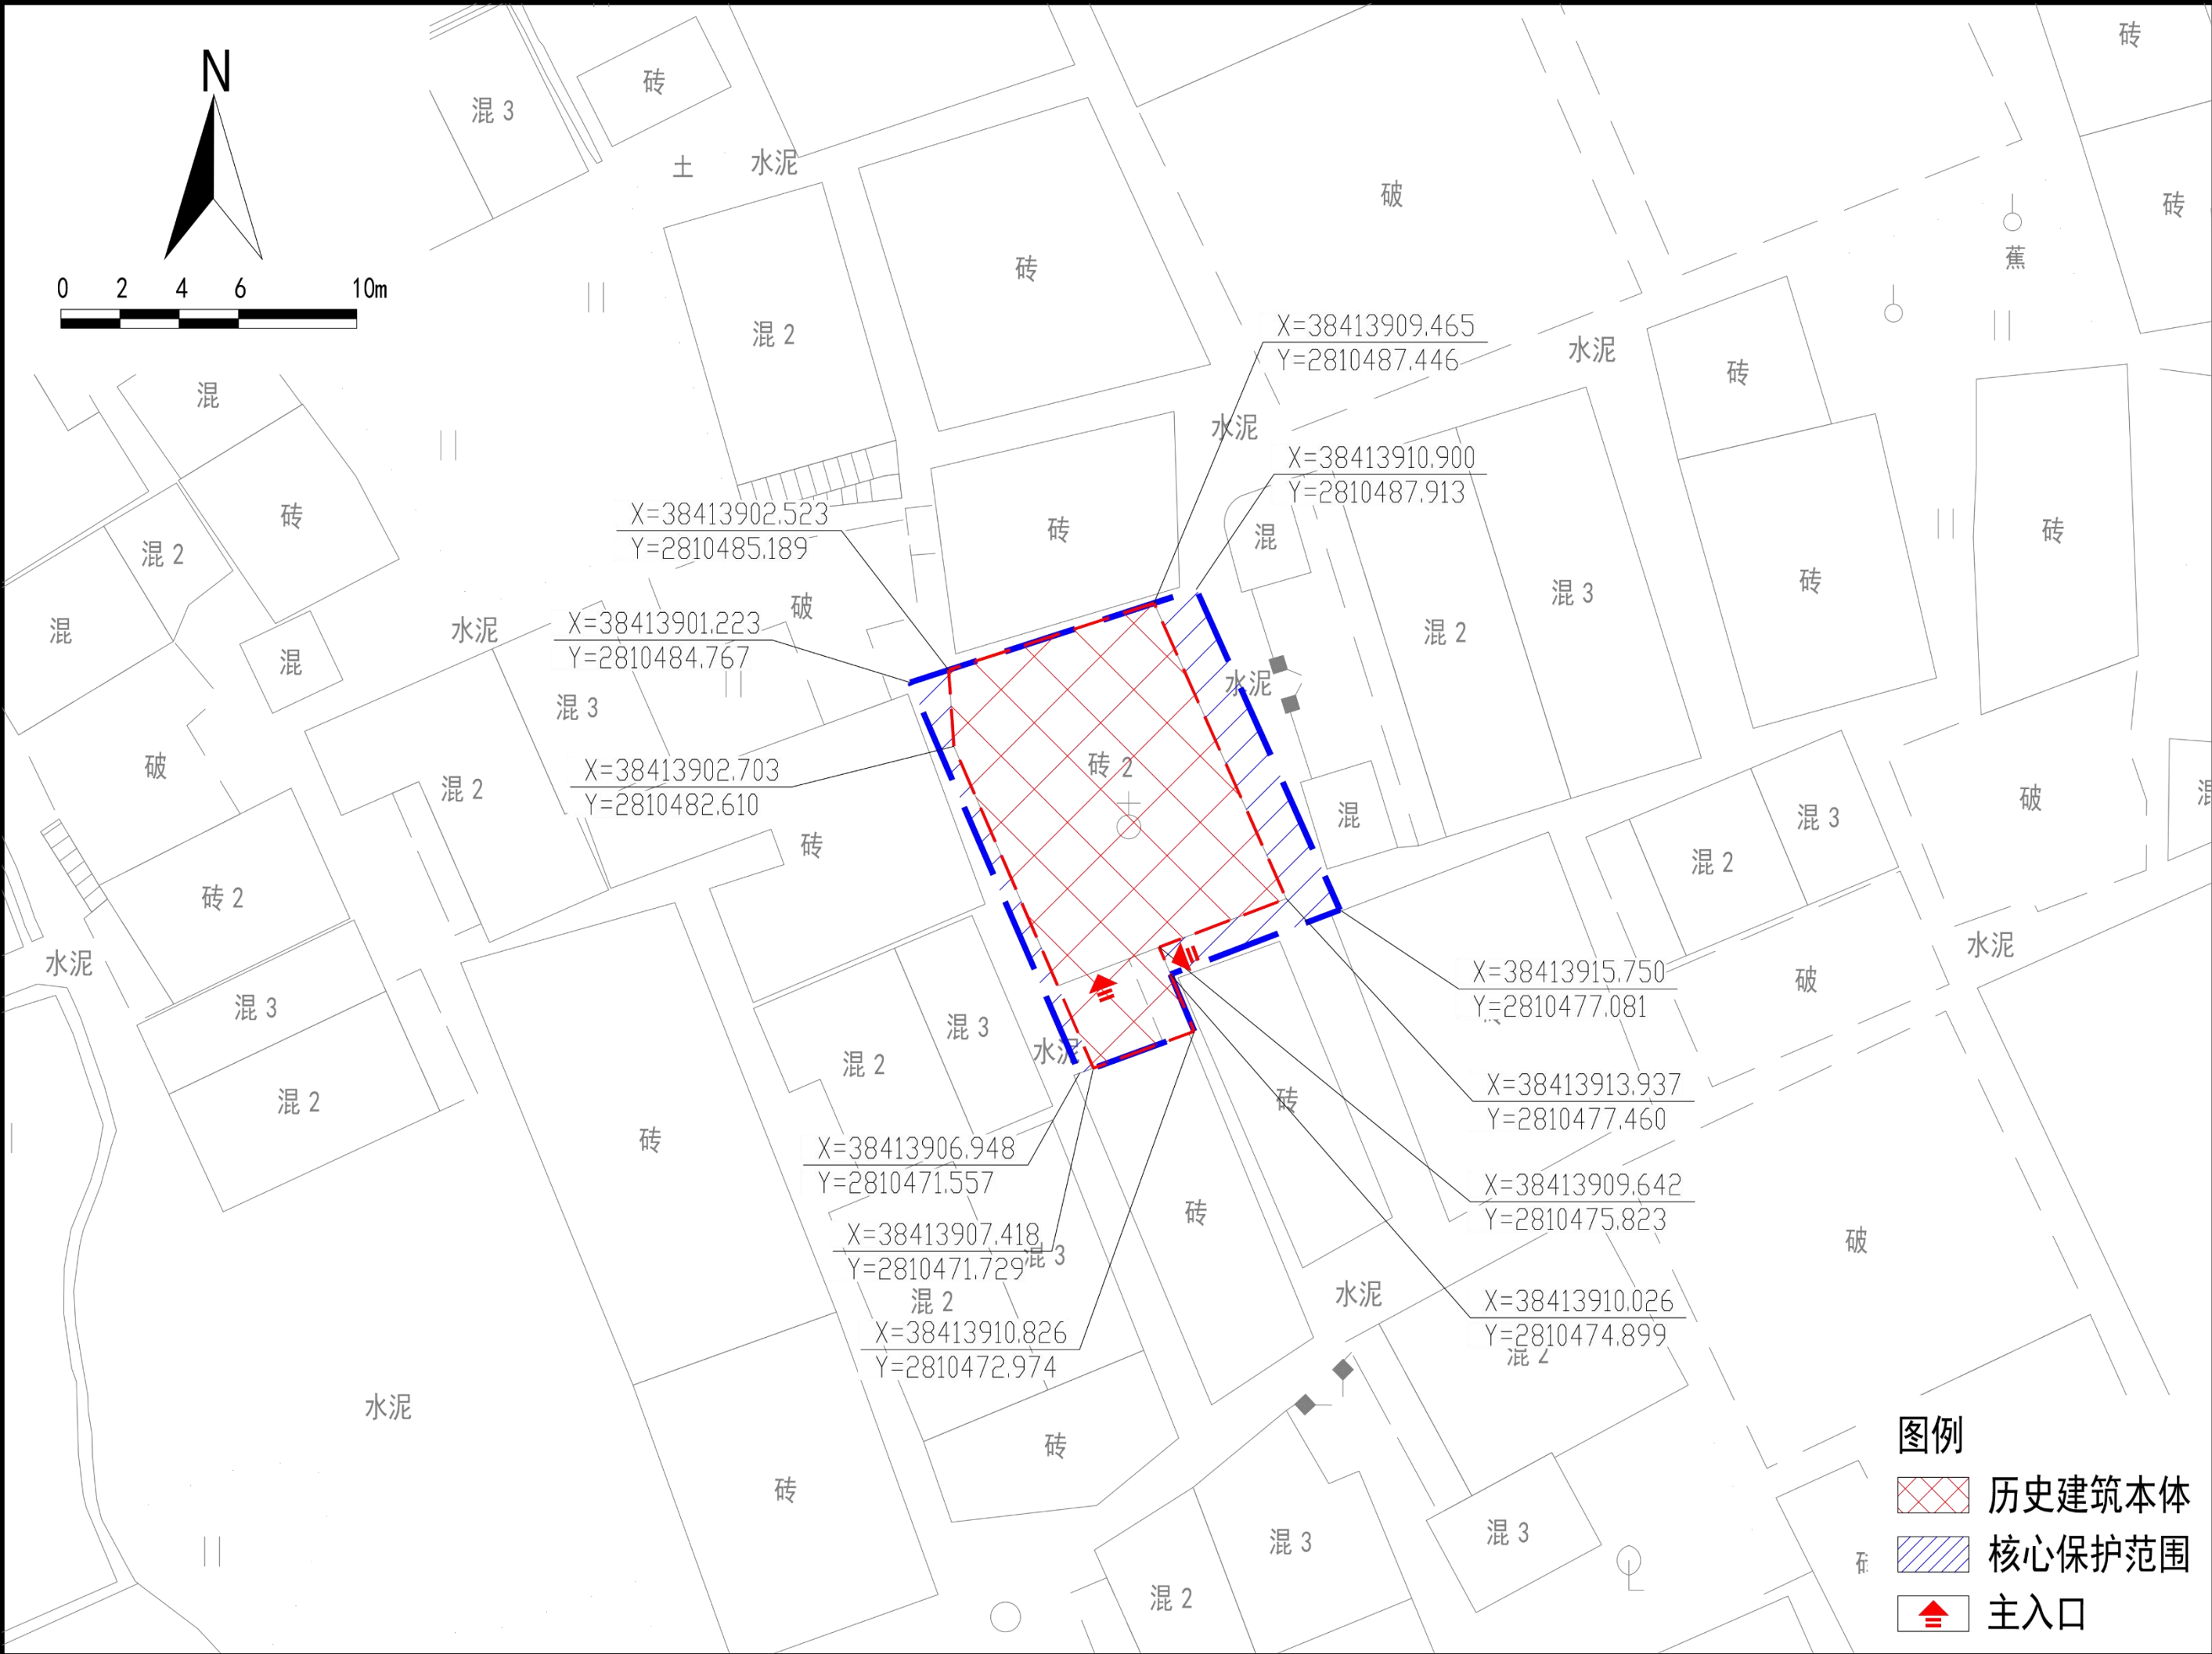 N
0 2 4 6 10m
砖
混 3
砖
土
水泥
破
砖
砖
蕉
混 2
X=38413909.465
Y=2810487.446
水泥
砖
混
水泥
X=38413910.900
Y=2810487.913
砖
X=38413902.523
Y=2810485.189
砖
混
砖
混 2
混 3
砖
破
X=38413901.223
Y=2810484.767
混
水泥
混
混 2
水泥
混 3
破
砖 2
X=38413902.703
Y=2810482.610
混 2
砖
混
混 3
破
混 2
砖 2
水泥
水泥
X=38413915.750
Y=2810477.081
破
混 3
混 3
水泥
混 2
混 2
砖
X=38413913.937
Y=2810477.460
砖
X=38413906.948
Y=2810471.557
X=38413909.642
Y=2810475.823
砖
X=38413907.418
Y=2810471.729
混 3
破
水泥
混 2
X=38413910.026
Y=2810474.899
X=38413910.826
Y=2810472.974
混 2
水泥
砖
砖
混 3
混 3
混 2
图例
历史建筑本体
核心保护范围
主入口